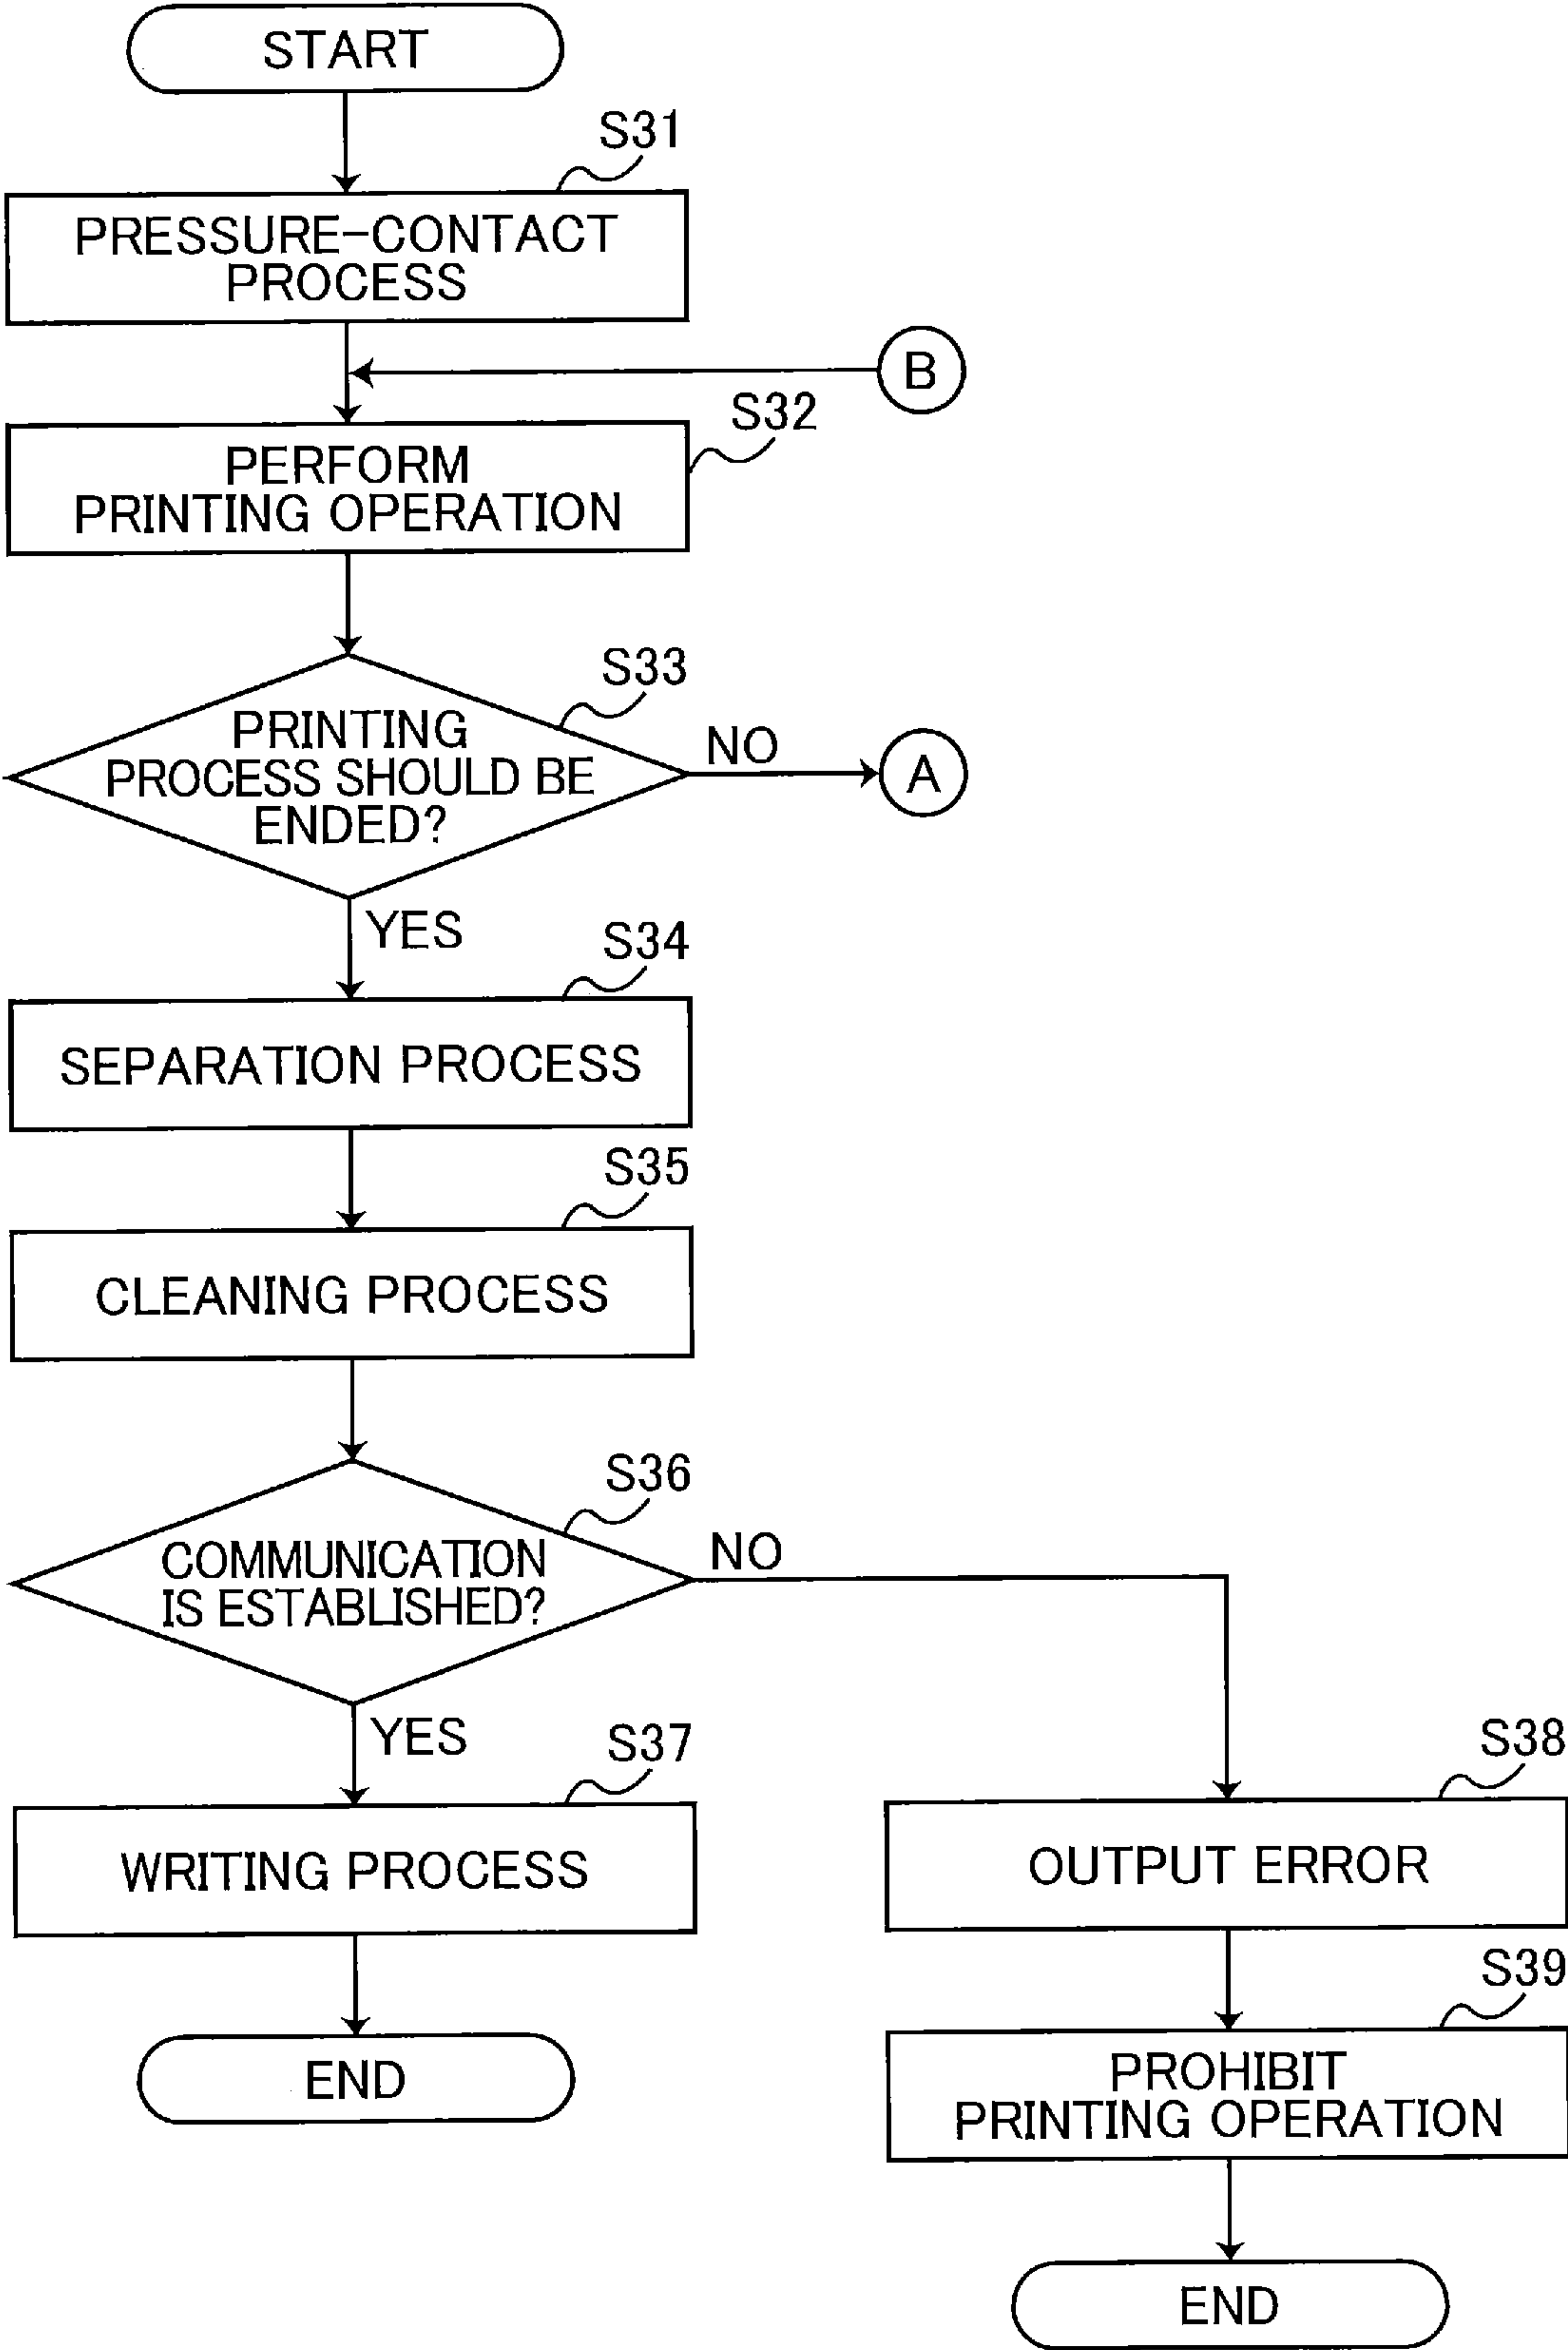 START
S31
PRESSURE-CONTACT
PROCESS
B
S32
PERFORM
PRINTING OPERATION
S33
PRINTING
PROCESS SHOULD BE
ENDED?
NO
A
YES
S34
SEPARATION PROCESS
S35
CLEANING PROCESS
S36
COMMUNICATION
IS ESTABLISHED?
NO
YES
S37
WRITING PROCESS
END
S38
OUTPUT ERROR
S39
PROHIBIT
PRINTING OPERATION
END